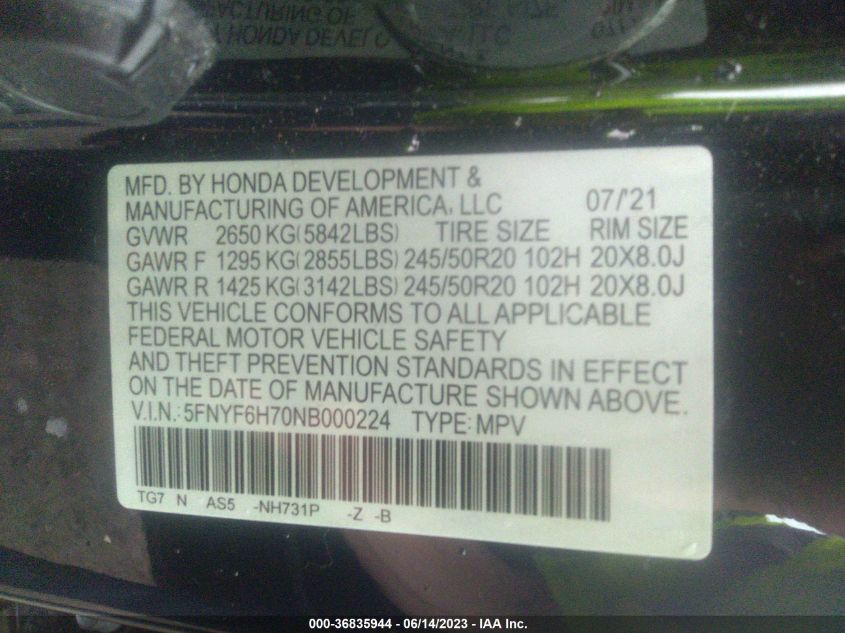 MFD. BY HONDA DEVELOPMENT &
MANUFACTURING OF AMERICA, LLC 07/'21
GVWR 2650 KG(5842LBS) TIRE SIZE RIM SIZE
GAWR F 1295 KG(2855LBS) 245/50R20 102H 20X8.0J
GAWR R 1425 KG(3142LBS) 245/50R20 102H 20X8.0J
THIS VEHICLE CONFORMS TO ALL APPLICABLE
FEDERAL MOTOR VEHICLE SAFETY
AND THEFT PREVENTION STANDARDS IN EFFECT
ON THE DATE OF MANUFACTURE SHOWN ABOVE.
V.I.N.: 5FNYF6H70NB000224 TYPE: MPV
TG7 N AS5 -NH731P -Z -B
000-36835944 - 06/14/2023 - IAA Inc.